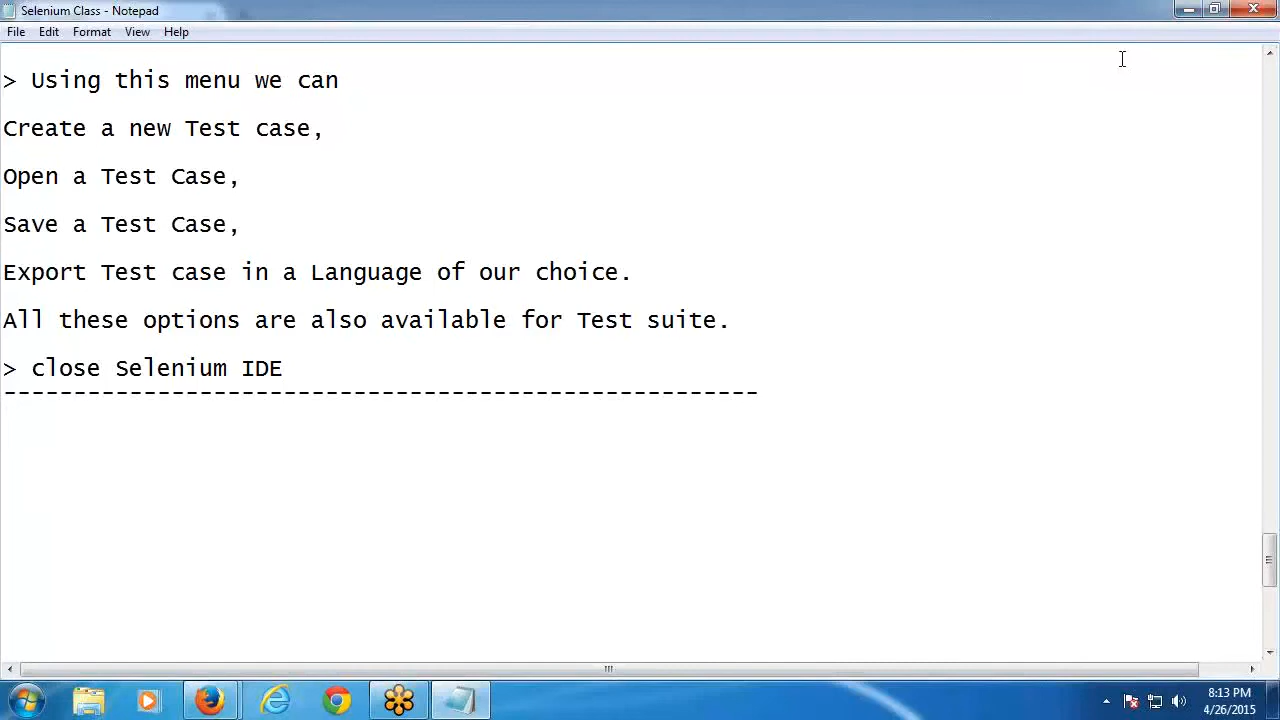 Selenium Class - Notepad
File Edit Format View Help
> Using this menu we can
Create a new Test case,
Open a Test Case,
Save a Test Case,
Export Test case in a Language of our choice.
All these options are also available for Test suite.
> close Selenium IDE
------------------------------------------------------
8:13 PM
4/26/2015